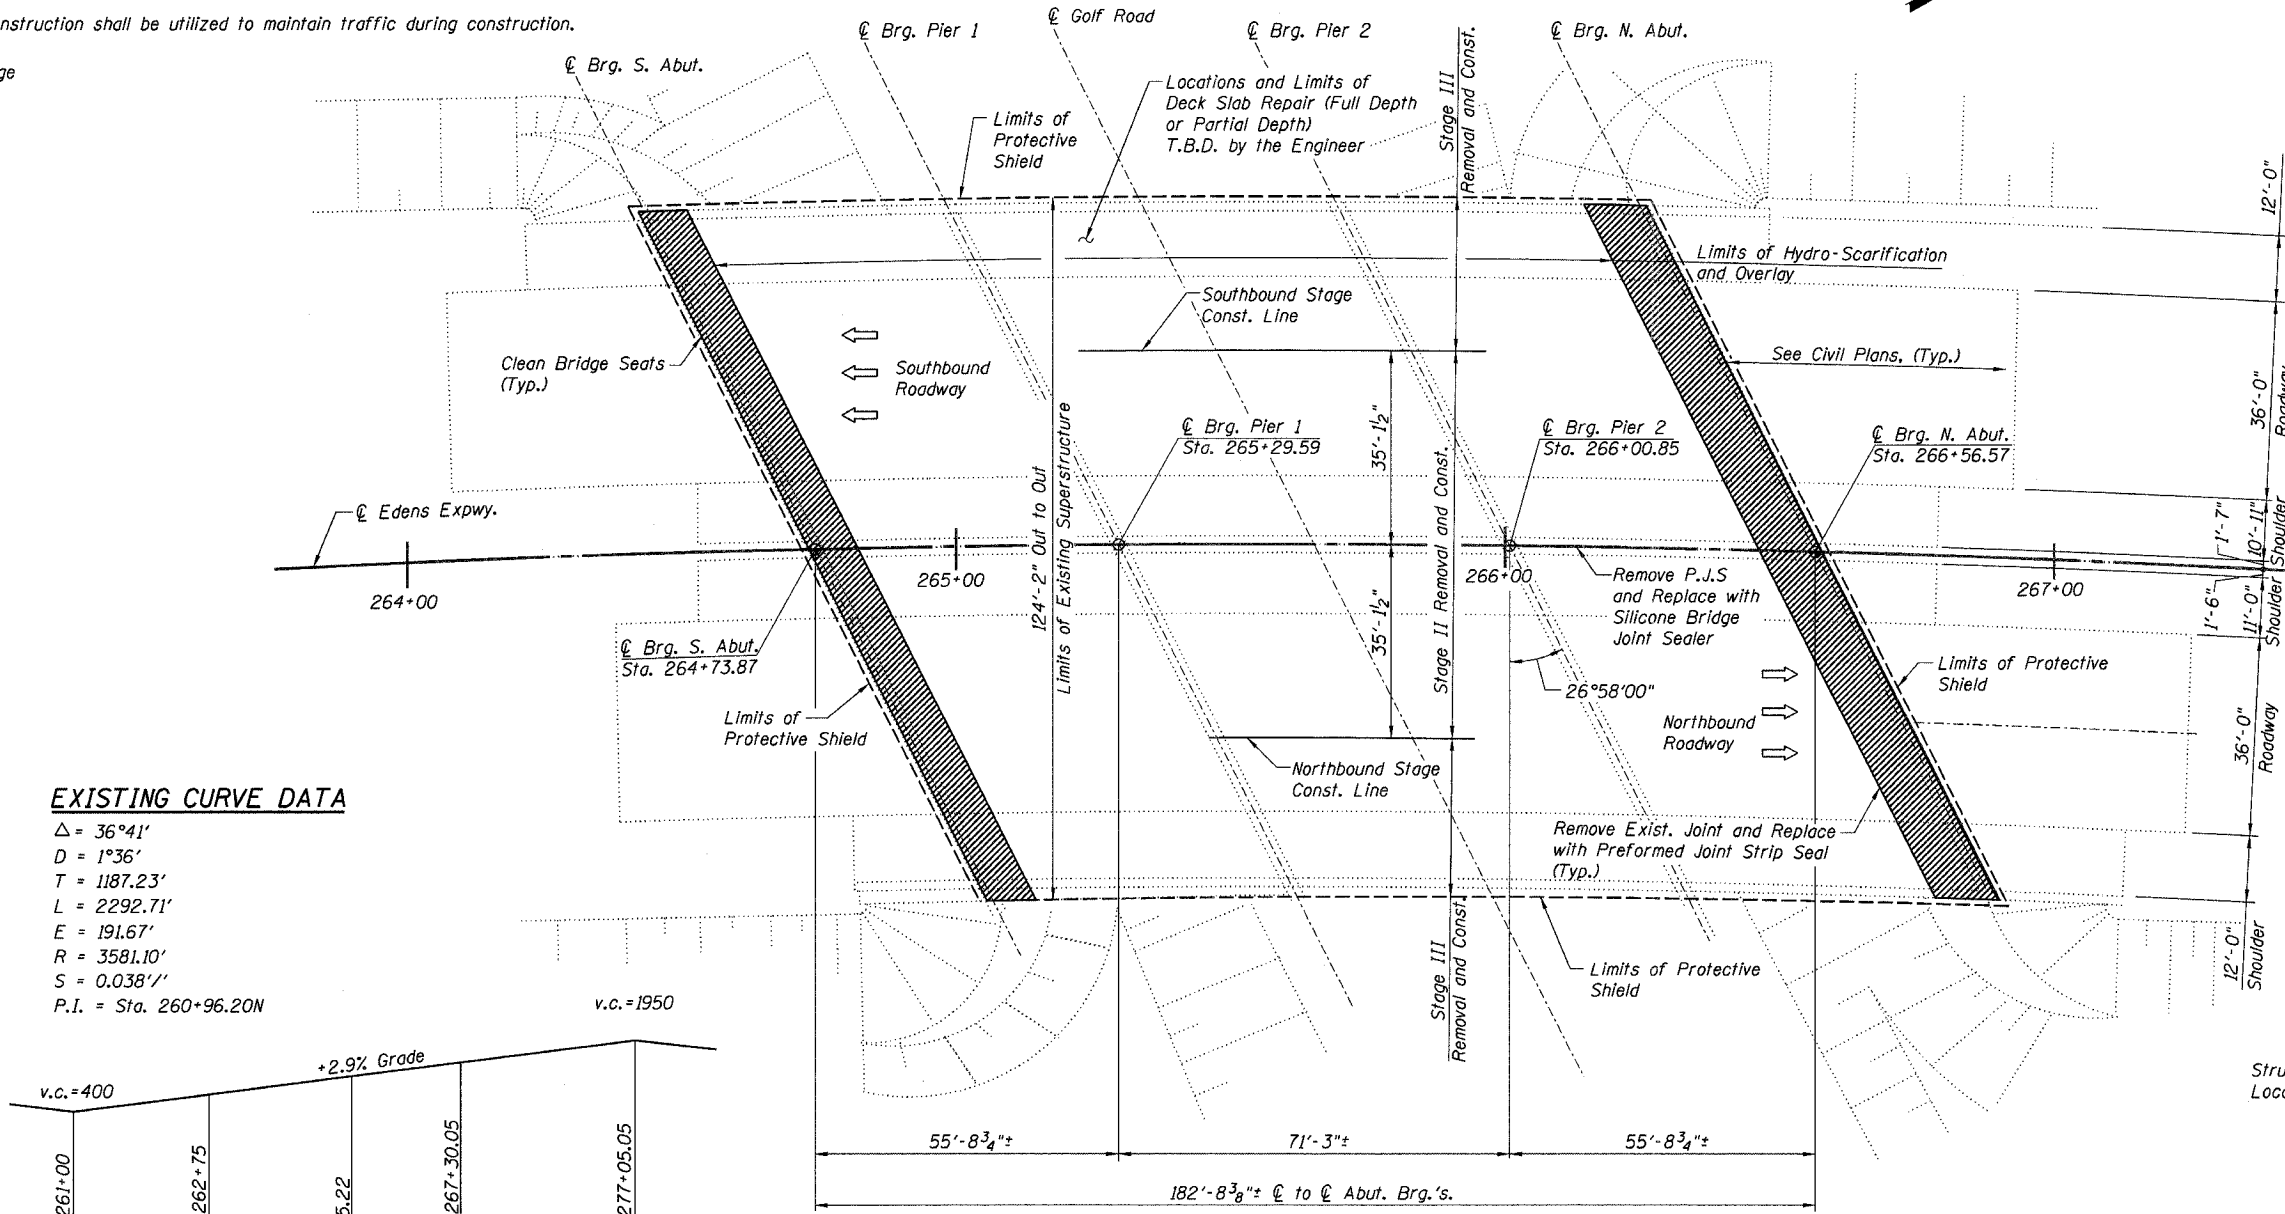 nstruction shall be utilized to maintain traffic during construction.
ge
℄ Brg. S. Abut.
℄ Brg. Pier 1
℄ Golf Road
℄ Brg. Pier 2
℄ Brg. N. Abut.
Limits of
Protective
Shield
Locations and Limits of
Deck Slab Repair (Full Depth
or Partial Depth)
T.B.D. by the Engineer
Stage III
Removal and Const.
12'-0"
Limits of Hydro-Scarification
and Overlay
Southbound Stage
Const. Line
Clean Bridge Seats
(Typ.)
Southbound
Roadway
See Civil Plans. (Typ.)
36'-0"
Roadway
124'-2" Out to Out
Limits of Existing Superstructure
35'-1½"
Stage II Removal and Const.
35'-1½"
℄ Brg. Pier 1
Sta. 265+29.59
℄ Brg. Pier 2
Sta. 266+00.85
℄ Brg. N. Abut.
Sta. 266+56.57
℄ Edens Expwy.
264+00
265+00
266+00
267+00
1'-7"
10'-11"
Shoulder
1'-6"
11'-0"
Shoulder
Remove P.J.S
and Replace with
Silicone Bridge
Joint Sealer
℄ Brg. S. Abut.
Sta. 264+73.87
26°58'00"
Limits of Protective
Shield
Limits of
Protective Shield
Northbound
Roadway
36'-0"
Roadway
Northbound Stage
Const. Line
Remove Exist. Joint and Replace
with Preformed Joint Strip Seal
(Typ.)
Stage III
Removal and Const.
Limits of Protective
Shield
12'-0"
Shoulder
EXISTING CURVE DATA
Δ = 36°41'
D = 1°36'
T = 1187.23'
L = 2292.71'
E = 191.67'
R = 3581.10'
S = 0.038'/'
P.I. = Sta. 260+96.20N
v.c.=1950
+2.9% Grade
v.c.=400
261+00
262+75
5.22
267+30.05
277+05.05
55'-8¾"±
71'-3"±
55'-8¾"±
182'-8⅜"± ℄ to ℄ Abut. Brg.'s.
Stru
Loca